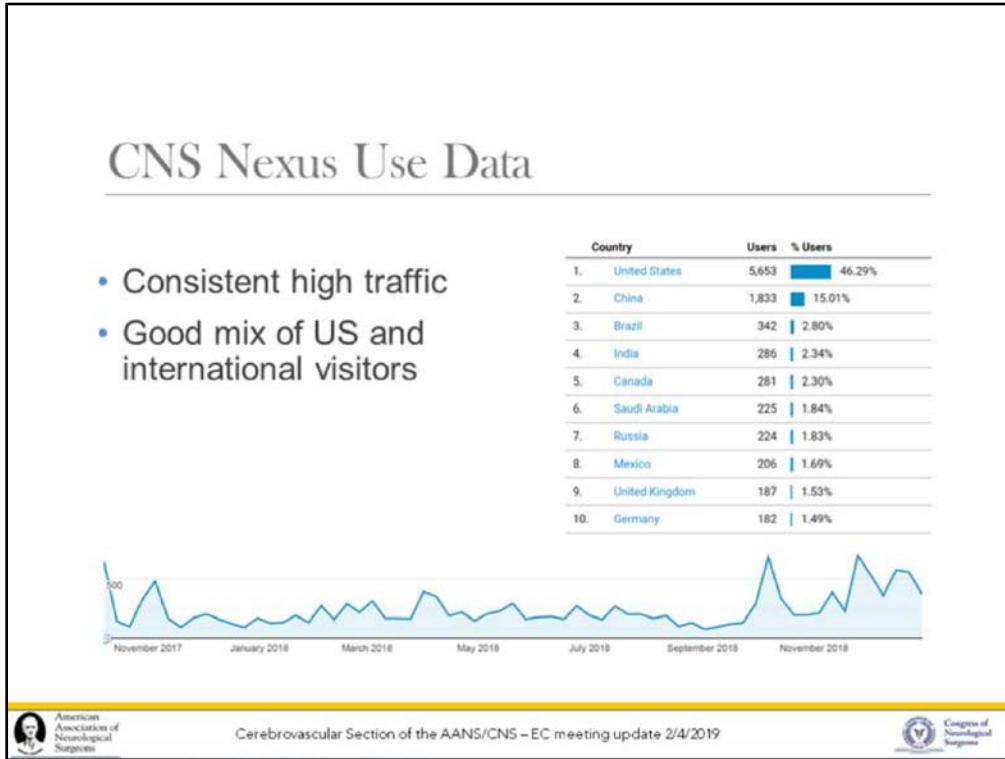 CNS Nexus Use Data
• Consistent high traffic
• Good mix of US and
international visitors
Country Users % Users
1. United States 5,653 46.29%
2. China 1,833 15.01%
3. Brazil 342 2.80%
4. India 286 2.34%
5. Canada 281 2.30%
6. Saudi Arabia 225 1.84%
7. Russia 224 1.83%
8. Mexico 206 1.69%
9. United Kingdom 187 1.53%
10. Germany 182 1.49%
500
0
November 2017 January 2018 March 2018 May 2018 July 2018 September 2018 November 2018
American
Association of
Neurological
Surgeons
Cerebrovascular Section of the AANS/CNS – EC meeting update 2/4/2019
Congress of
Neurological
Surgeons